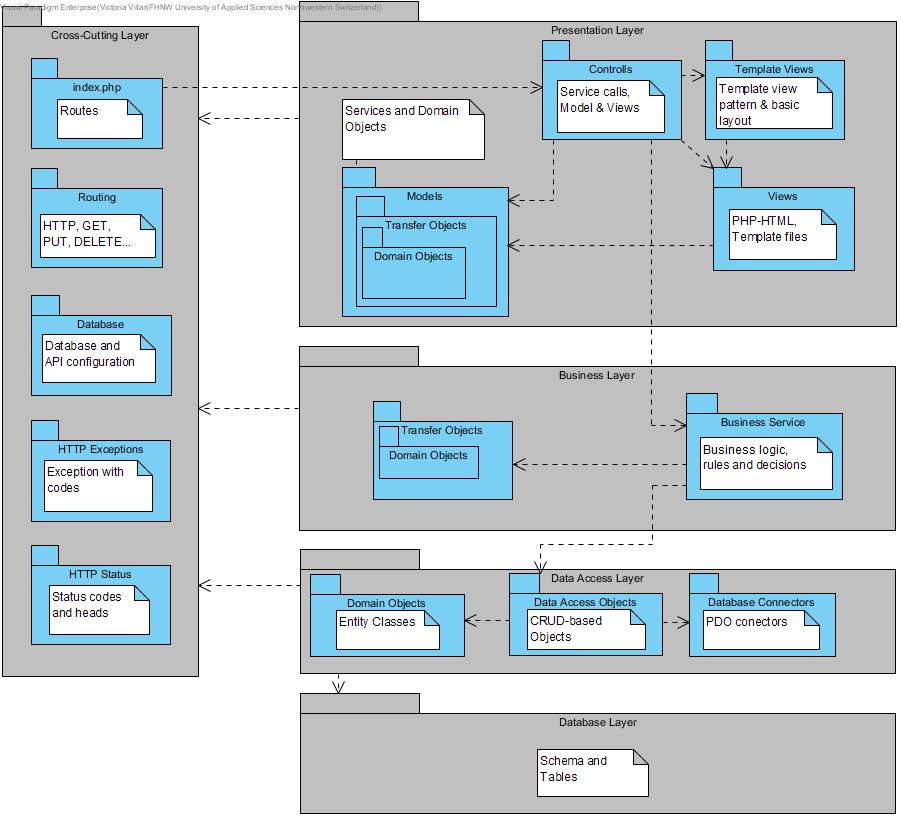 Visual Paradigm Enterprise(Victoria Villar(FHNW University of Applied Sciences Northwestern Switzerland))
Cross-Cutting Layer
index.php
Routes
Routing
HTTP, GET,
PUT, DELETE...
Database
Database and
API configuration
HTTP Exceptions
Exception with
codes
HTTP Status
Status codes
and heads
Presentation Layer
Controlls
Service calls,
Model & Views
Template Views
Template view
pattern & basic
layout
Services and Domain
Objects
Models
Transfer Objects
Domain Objects
Views
PHP-HTML,
Template files
Business Layer
Transfer Objects
Domain Objects
Business Service
Business logic,
rules and decisions
Data Access Layer
Domain Objects
Entity Classes
Data Access Objects
CRUD-based
Objects
Database Connectors
PDO conectors
Database Layer
Schema and
Tables